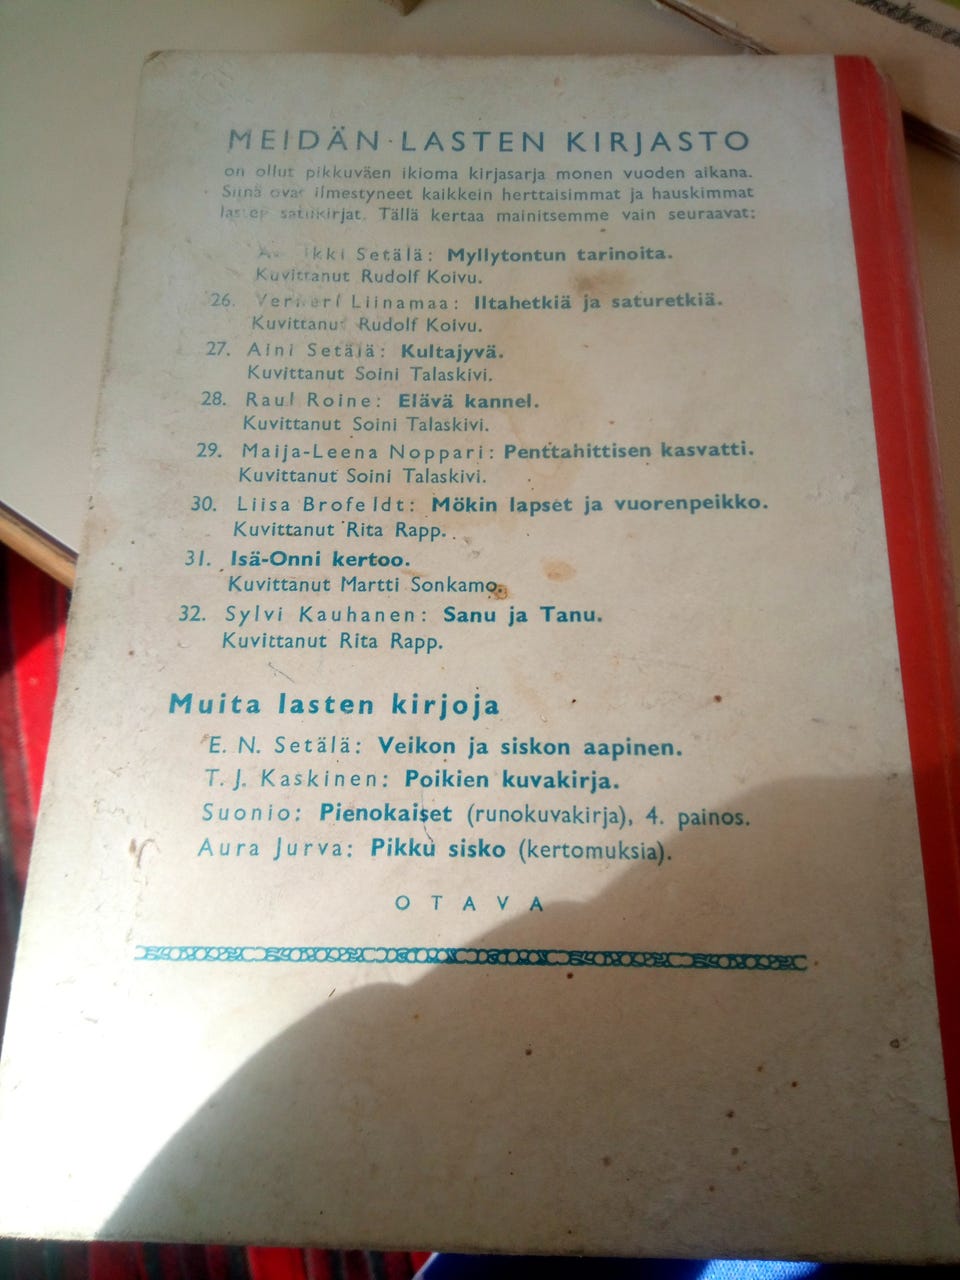 MEIDÄN LASTEN KIRJASTO
on ollut pikkuväen ikioma kirjasarja monen vuoden aikana.
Siinä ovat ilmestyneet kaikkein herttaisimmat ja hauskimmat
lasten satukirjat. Tällä kertaa mainitsemme vain seuraavat:
Setälä: Myllytontun tarinoita.
Kuvittanut Rudolf Koivu.
26. Liinamaa: Iltahetkiä ja saturetkiä.
Kuvittanut Rudolf Koivu.
27. Aini Setälä: Kultajyvä.
Kuvittanut Soini Talaskivi.
28. Raul Roine: Elävä kannel.
Kuvittanut Soini Talaskivi.
29. Maija-Leena Noppari: Penttahittisen kasvatti.
Kuvittanut Soini Talaskivi.
30. Liisa Brofeldt: Mökin lapset ja vuorenpeikko.
Kuvittanut Rita Rapp.
31. Isä-Onni kertoo.
Kuvittanut Martti Sonkamo.
32. Sylvi Kauhanen: Sanu ja Tanu.
Kuvittanut Rita Rapp.
Muita lasten kirjoja
E. N. Setälä: Veikon ja siskon aapinen.
T. J. Kaskinen: Poikien kuvakirja.
Suonio: Pienokaiset (runokuvakirja), 4. painos.
Aura Jurva: Pikku sisko (kertomuksia).
OTAVA